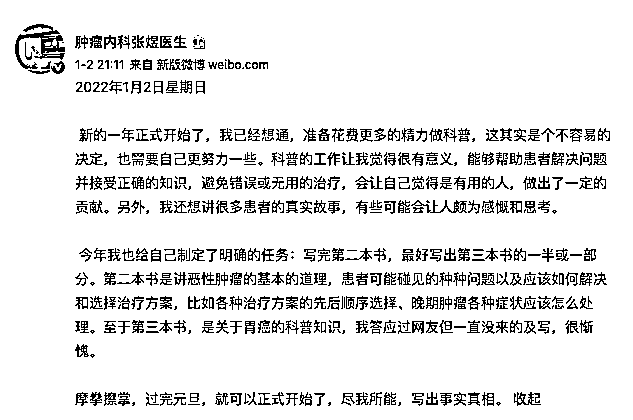 肿瘤内科张煜医生
1-2 21:11 来自 新版微博 weibo.com
2022年1月2日星期日
新的一年正式开始了，我已经想通，准备花费更多的精力做科普，这其实是个不容易的
决定，也需要自己更努力一些。科普的工作让我觉得很有意义，能够帮助患者解决问题
并接受正确的知识，避免错误或无用的治疗，会让自己觉得是有用的人，做出了一定的
贡献。另外，我还想讲很多患者的真实故事，有些可能会让人颇为感慨和思考。
今年我也给自己制定了明确的任务：写完第二本书，最好写出第三本书的一半或一部
分。第二本书是讲恶性肿瘤的基本的道理，患者可能碰见的种种问题以及应该如何解决
和选择治疗方案，比如各种治疗方案的先后顺序选择、晚期肿瘤各种症状应该怎么处
理。至于第三本书，是关于胃癌的科普知识，我答应过网友但一直没来的及写，很惭
愧。
摩拳擦掌，过完元旦，就可以正式开始了，尽我所能，写出事实真相。 收起